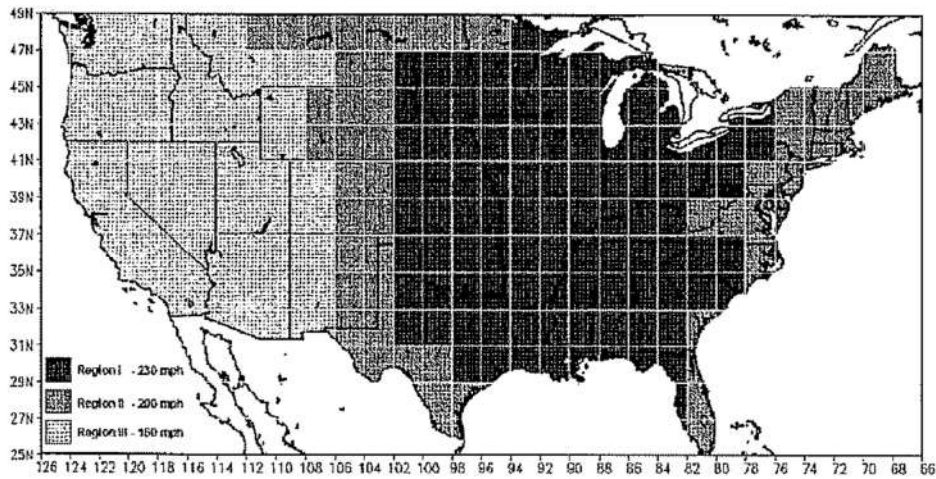 49N
47N
45N
43N
41N
39N
37N
35N
33N
31N
29N
27N
25N
Region I - 230 mph
Region II - 200 mph
Region III - 160 mph
126 124 122 120 118 116 114 112 110 108 106 104 102 100 98 96 94 92 90 88 86 84 82 80 78 76 74 72 70 68 66